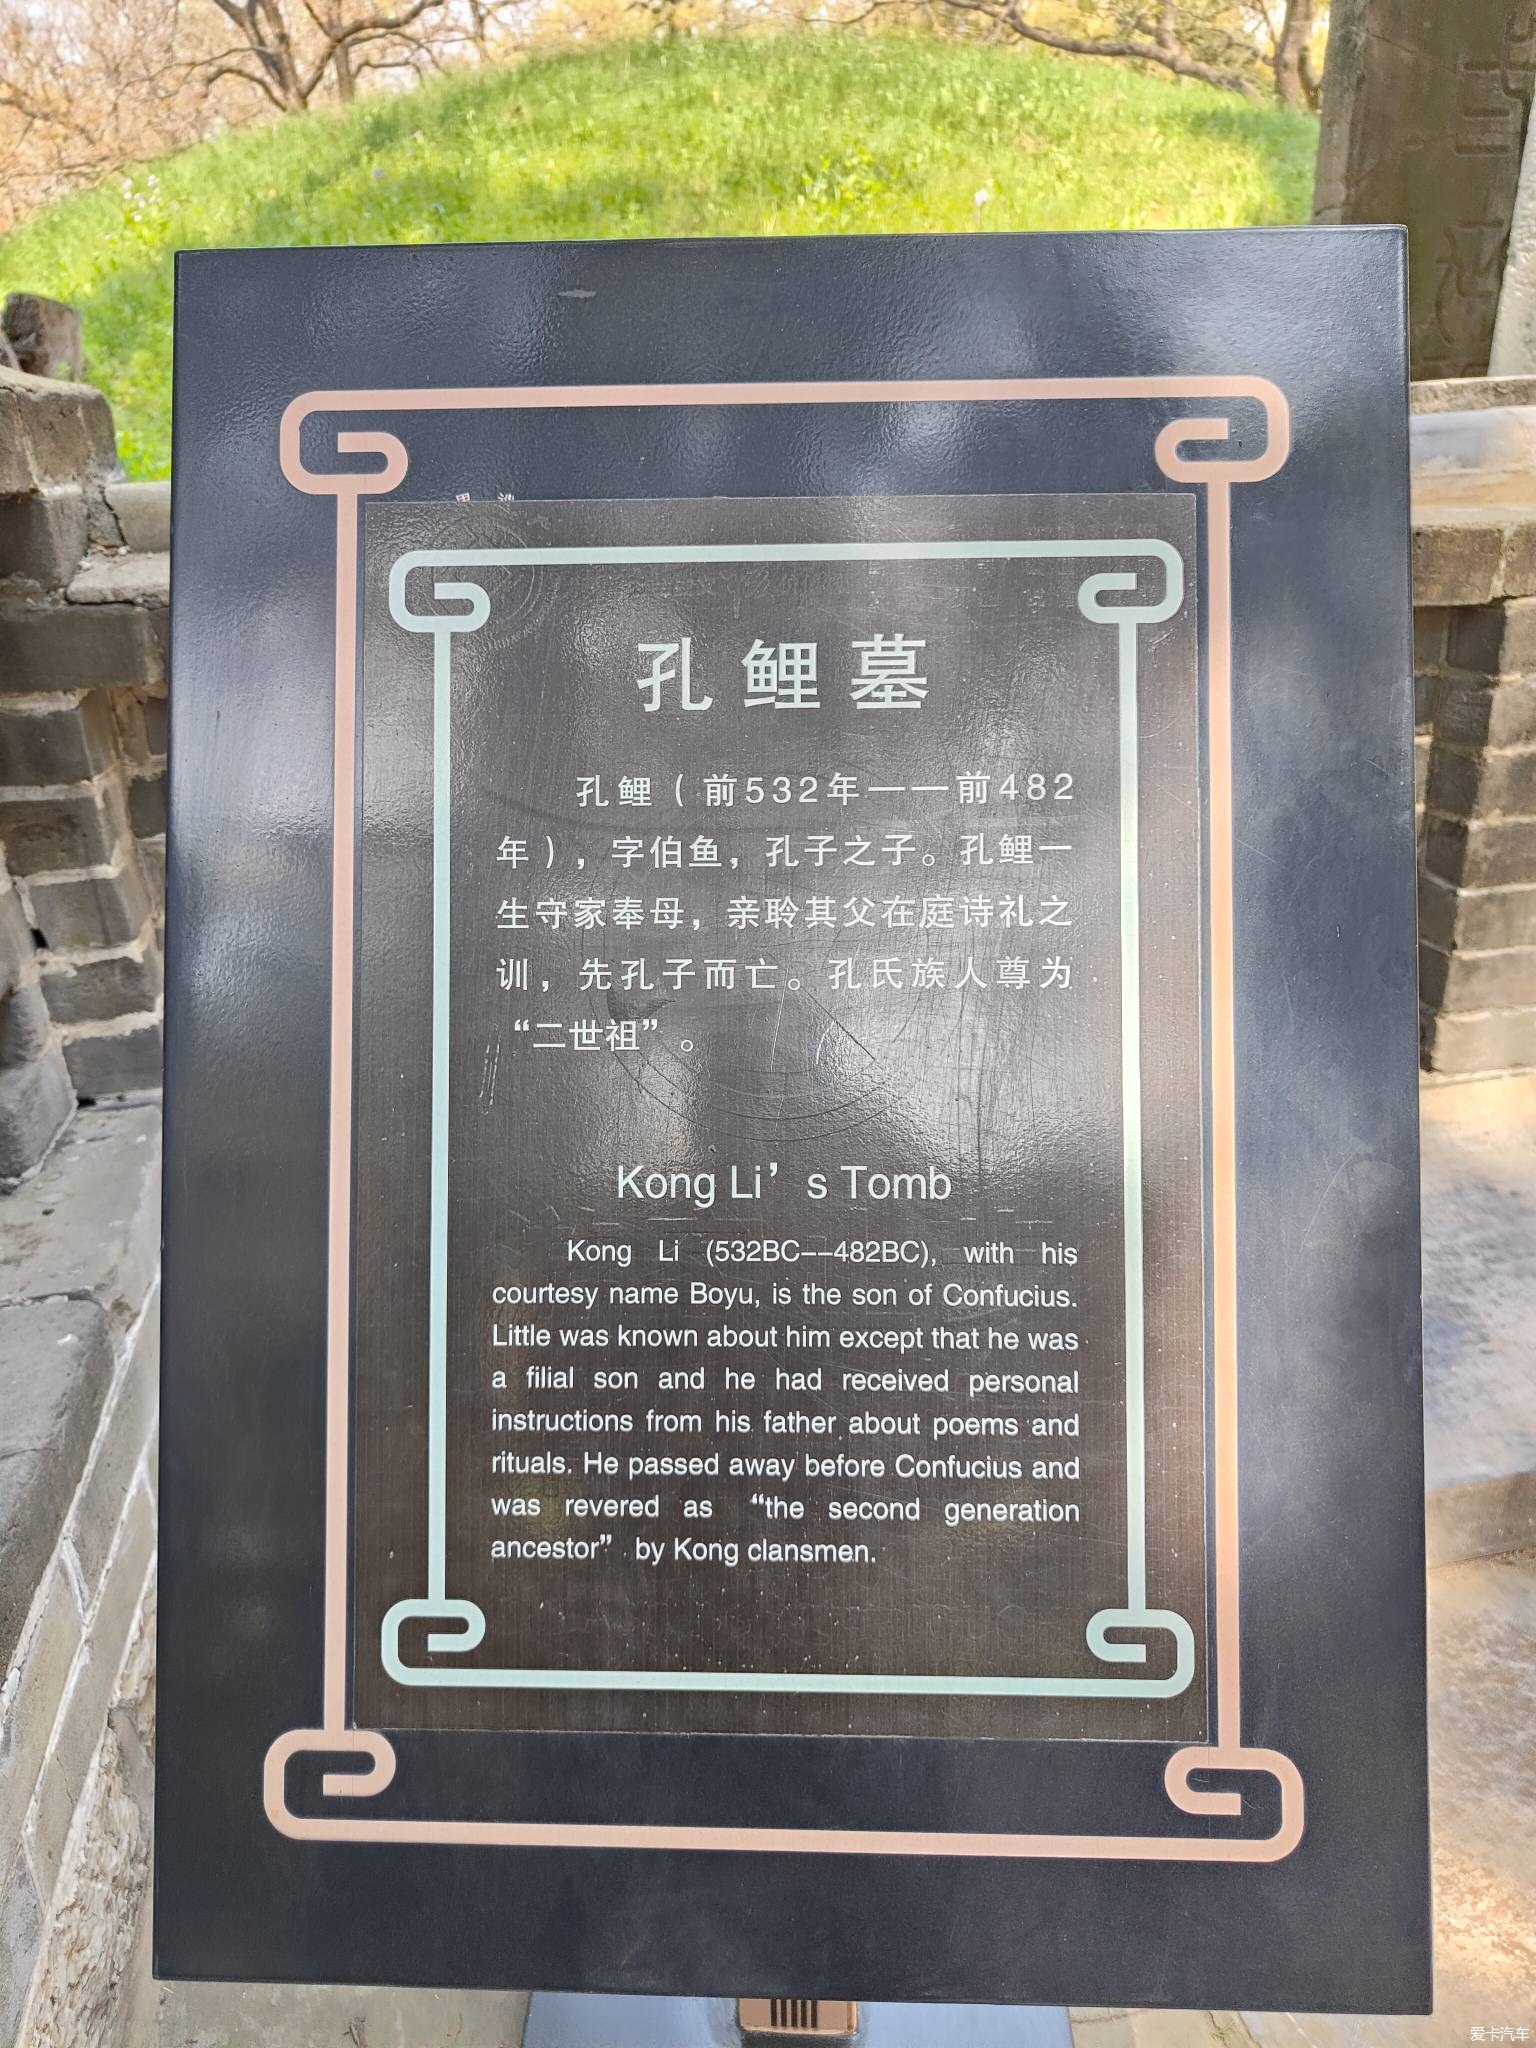 孔鲤墓
孔鲤（前532年——前482
年），字伯鱼，孔子之子。孔鲤一
生守家奉母，亲聆其父在庭诗礼之
训，先孔子而亡。孔氏族人尊为
“二世祖”。
Kong Li’s Tomb
Kong Li (532BC--482BC), with his
courtesy name Boyu, is the son of Confucius.
Little was known about him except that he was
a filial son and he had received personal
instructions from his father about poems and
rituals. He passed away before Confucius and
was revered as “the second generation
ancestor” by Kong clansmen.
爱卡汽车